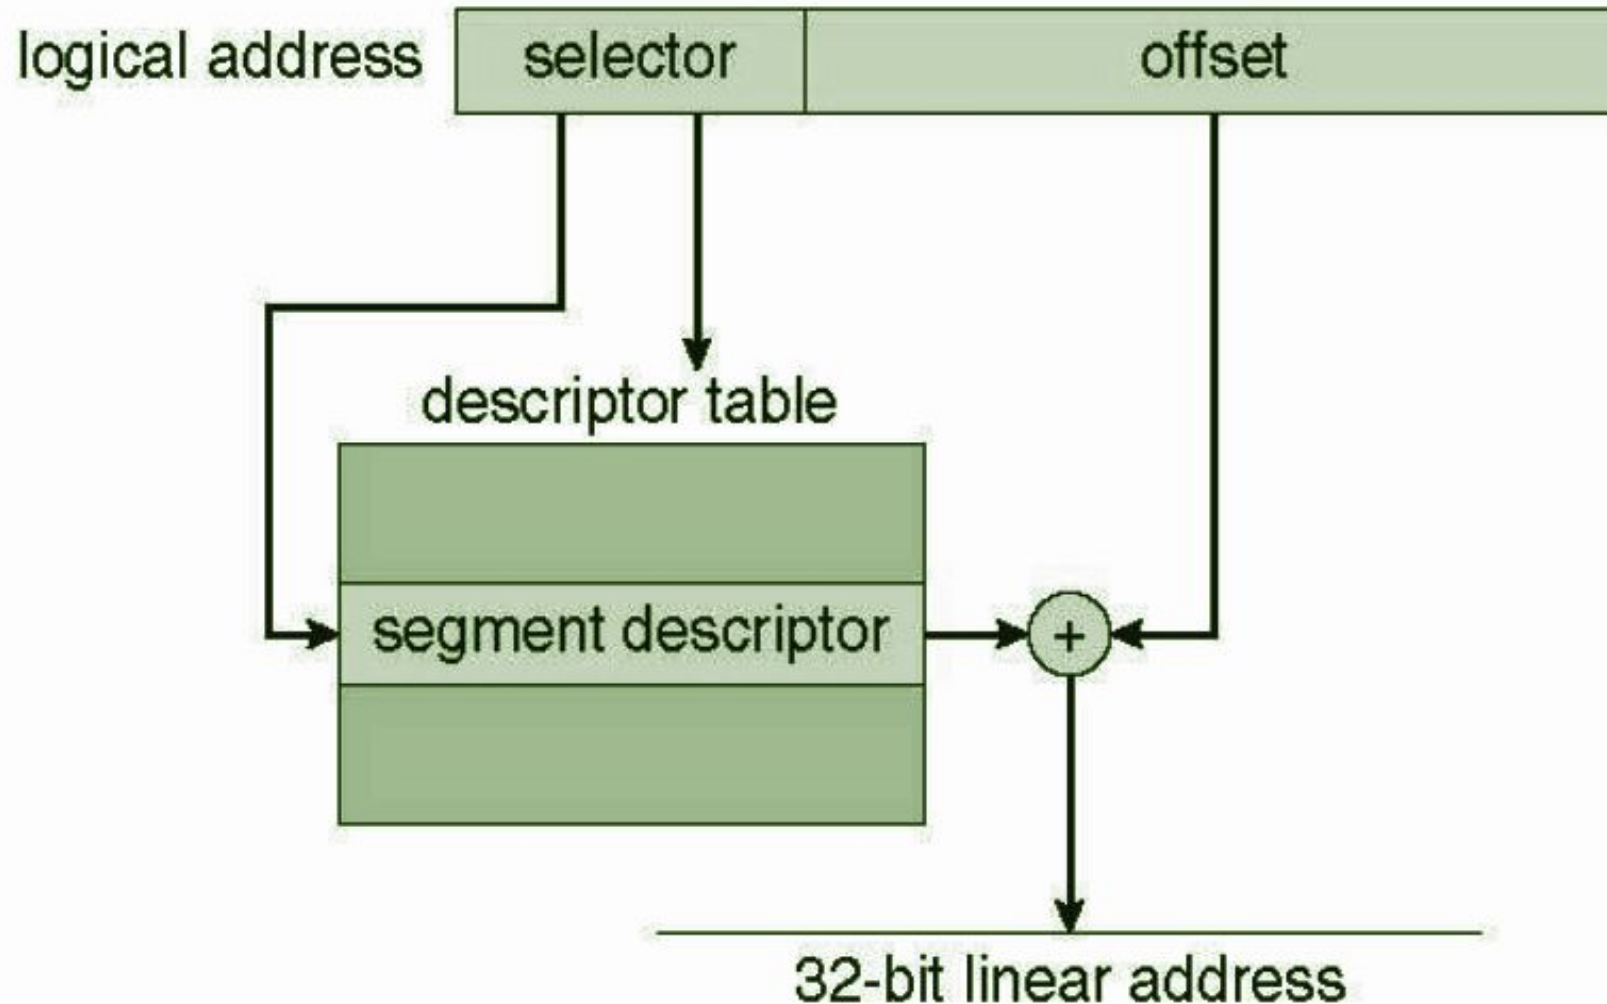 logical address
selector
offset
descriptor table
segment descriptor
+
32-bit linear address